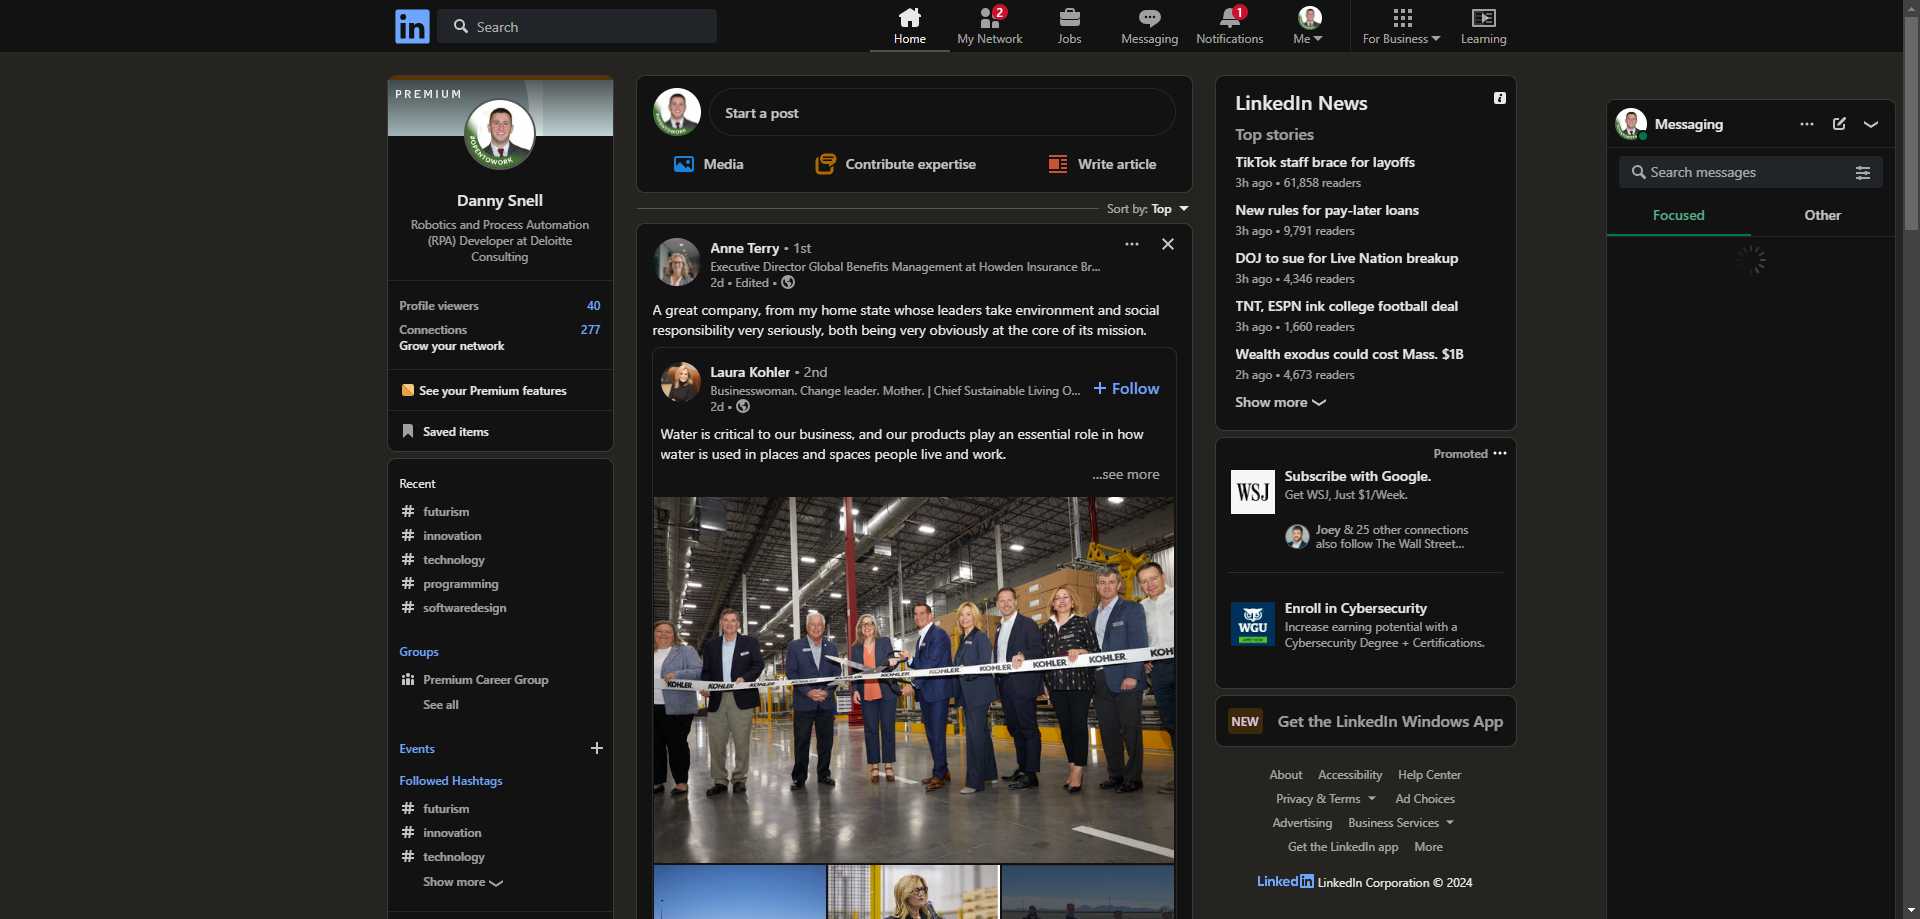 in
Search
Home
2
My Network
Jobs
Messaging
1
Notifications
Me
For Business
Learning
PREMIUM
#OPENTOWORK
Danny Snell
Robotics and Process Automation
(RPA) Developer at Deloitte
Consulting
Profile viewers 40
Connections 277
Grow your network
See your Premium features
Saved items
Recent
# futurism
# innovation
# technology
# programming
# softwaredesign
Groups
Premium Career Group
See all
Events +
Followed Hashtags
# futurism
# innovation
# technology
Show more
Start a post
Media
Contribute expertise
Write article
Sort by: Top
Anne Terry • 1st
Executive Director Global Benefits Management at Howden Insurance Br...
2d • Edited •
A great company, from my home state whose leaders take environment and social
responsibility very seriously, both being very obviously at the core of its mission.
Laura Kohler • 2nd
Businesswoman. Change leader. Mother. | Chief Sustainable Living O...
2d •
+ Follow
Water is critical to our business, and our products play an essential role in how
water is used in places and spaces people live and work.
...see more
KOHLER KOHLER KOHLER KOHLER KOHLER KOHLER KOHLER KOHLER KOHLER
LinkedIn News
Top stories
TikTok staff brace for layoffs
3h ago • 61,858 readers
New rules for pay-later loans
3h ago • 9,791 readers
DOJ to sue for Live Nation breakup
3h ago • 4,346 readers
TNT, ESPN ink college football deal
3h ago • 1,660 readers
Wealth exodus could cost Mass. $1B
2h ago • 4,673 readers
Show more
Promoted
WSJ
Subscribe with Google.
Get WSJ, Just $1/Week.
Joey & 25 other connections
also follow The Wall Street...
WGU
Enroll in Cybersecurity
Increase earning potential with a
Cybersecurity Degree + Certifications.
NEW Get the LinkedIn Windows App
About Accessibility Help Center
Privacy & Terms Ad Choices
Advertising Business Services
Get the LinkedIn app More
LinkedIn LinkedIn Corporation © 2024
Messaging
Search messages
Focused Other